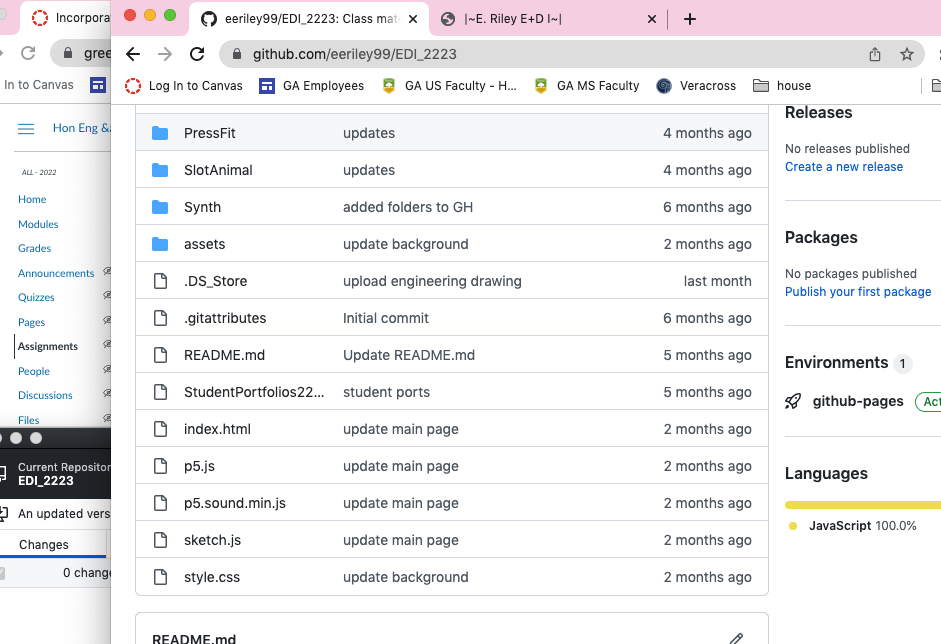 Incorpora
eeriley99/EDI_2223: Class mat
|~E. Riley E+D I~|
gree
github.com/eeriley99/EDI_2223
In to Canvas
Log In to Canvas
GA Employees
GA US Faculty - H...
GA MS Faculty
Veracross
house
Hon Eng &
ALL - 2022
Home
Modules
Grades
Announcements
Quizzes
Pages
Assignments
People
Discussions
Files
Current Repositor
EDI_2223
An updated vers
Changes
0 change
PressFit updates 4 months ago
SlotAnimal updates 4 months ago
Synth added folders to GH 6 months ago
assets update background 2 months ago
.DS_Store upload engineering drawing last month
.gitattributes Initial commit 6 months ago
README.md Update README.md 5 months ago
StudentPortfolios22... student ports 5 months ago
index.html update main page 2 months ago
p5.js update main page 2 months ago
p5.sound.min.js update main page 2 months ago
sketch.js update main page 2 months ago
style.css update background 2 months ago
README.md
Releases
No releases published
Create a new release
Packages
No packages published
Publish your first package
Environments 1
github-pages Act
Languages
JavaScript 100.0%